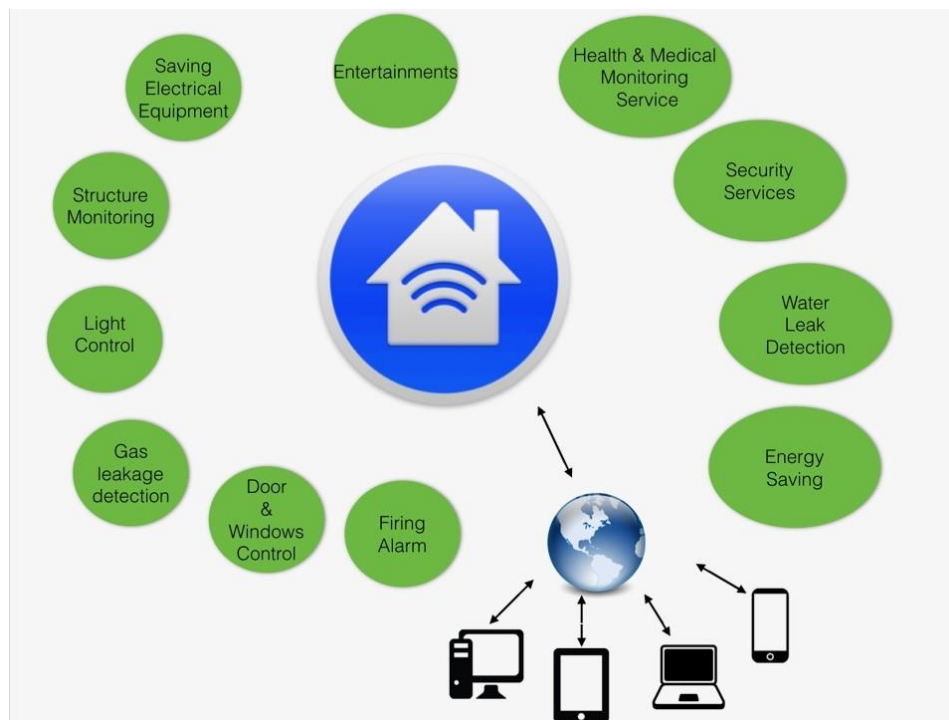 Saving
Electrical
Equipment
Entertainments
Health & Medical
Monitoring
Service
Security
Services
Structure
Monitoring
Light
Control
Water
Leak
Detection
Gas
leakage
detection
Door
&
Windows
Control
Firing
Alarm
Energy
Saving